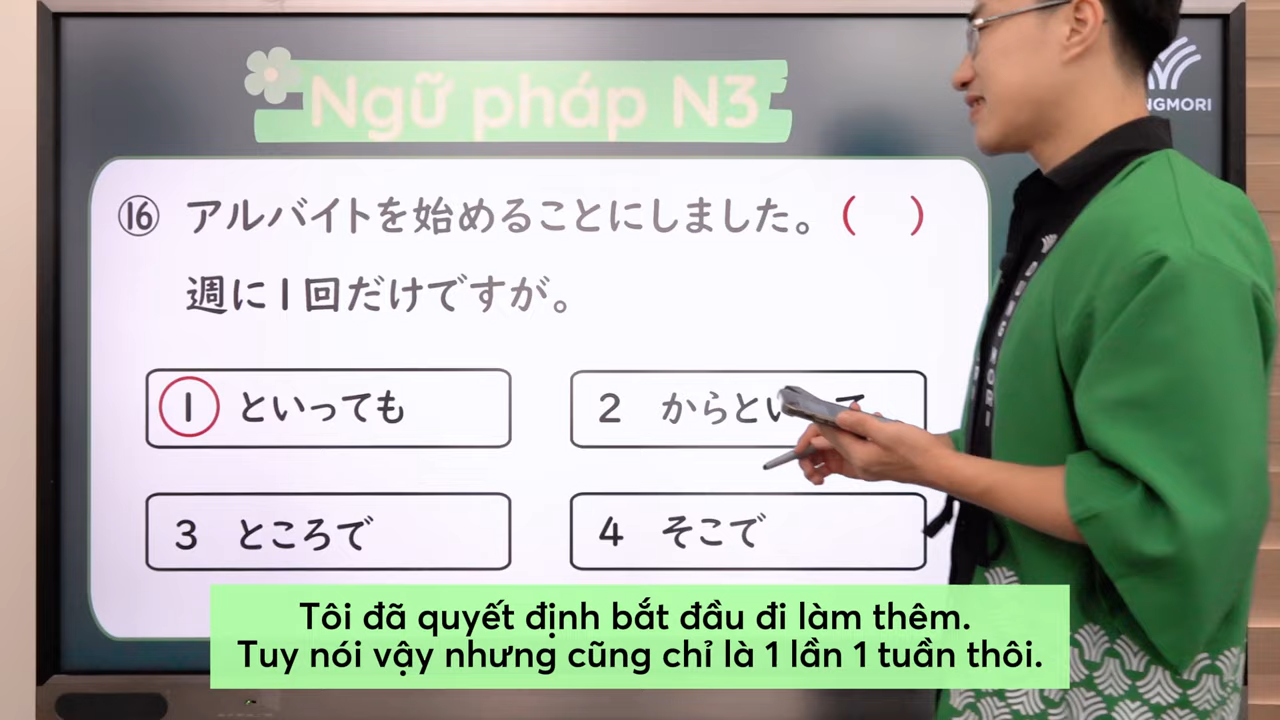 Ngữ pháp N3
NGMORI
⑯ アルバイトを始めることにしました。( )
週に1回だけですが。
1 といっても
2 からとい て
3 ところで
4 そこで
Tôi đã quyết định bắt đầu đi làm thêm.
Tuy nói vậy nhưng cũng chỉ là 1 lần 1 tuần thôi.